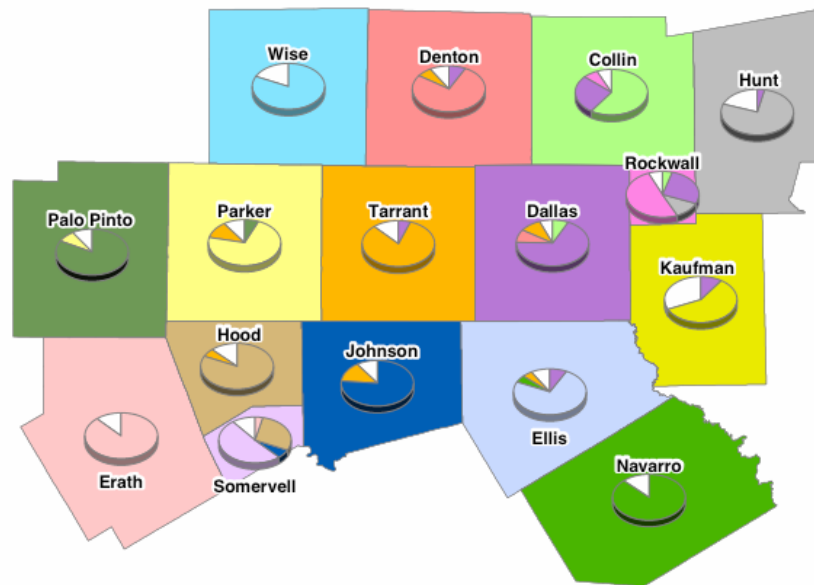 Wise
Denton
Collin
Hunt
Rockwall
Palo Pinto
Parker
Tarrant
Dallas
Kaufman
Hood
Johnson
Ellis
Erath
Somervell
Navarro